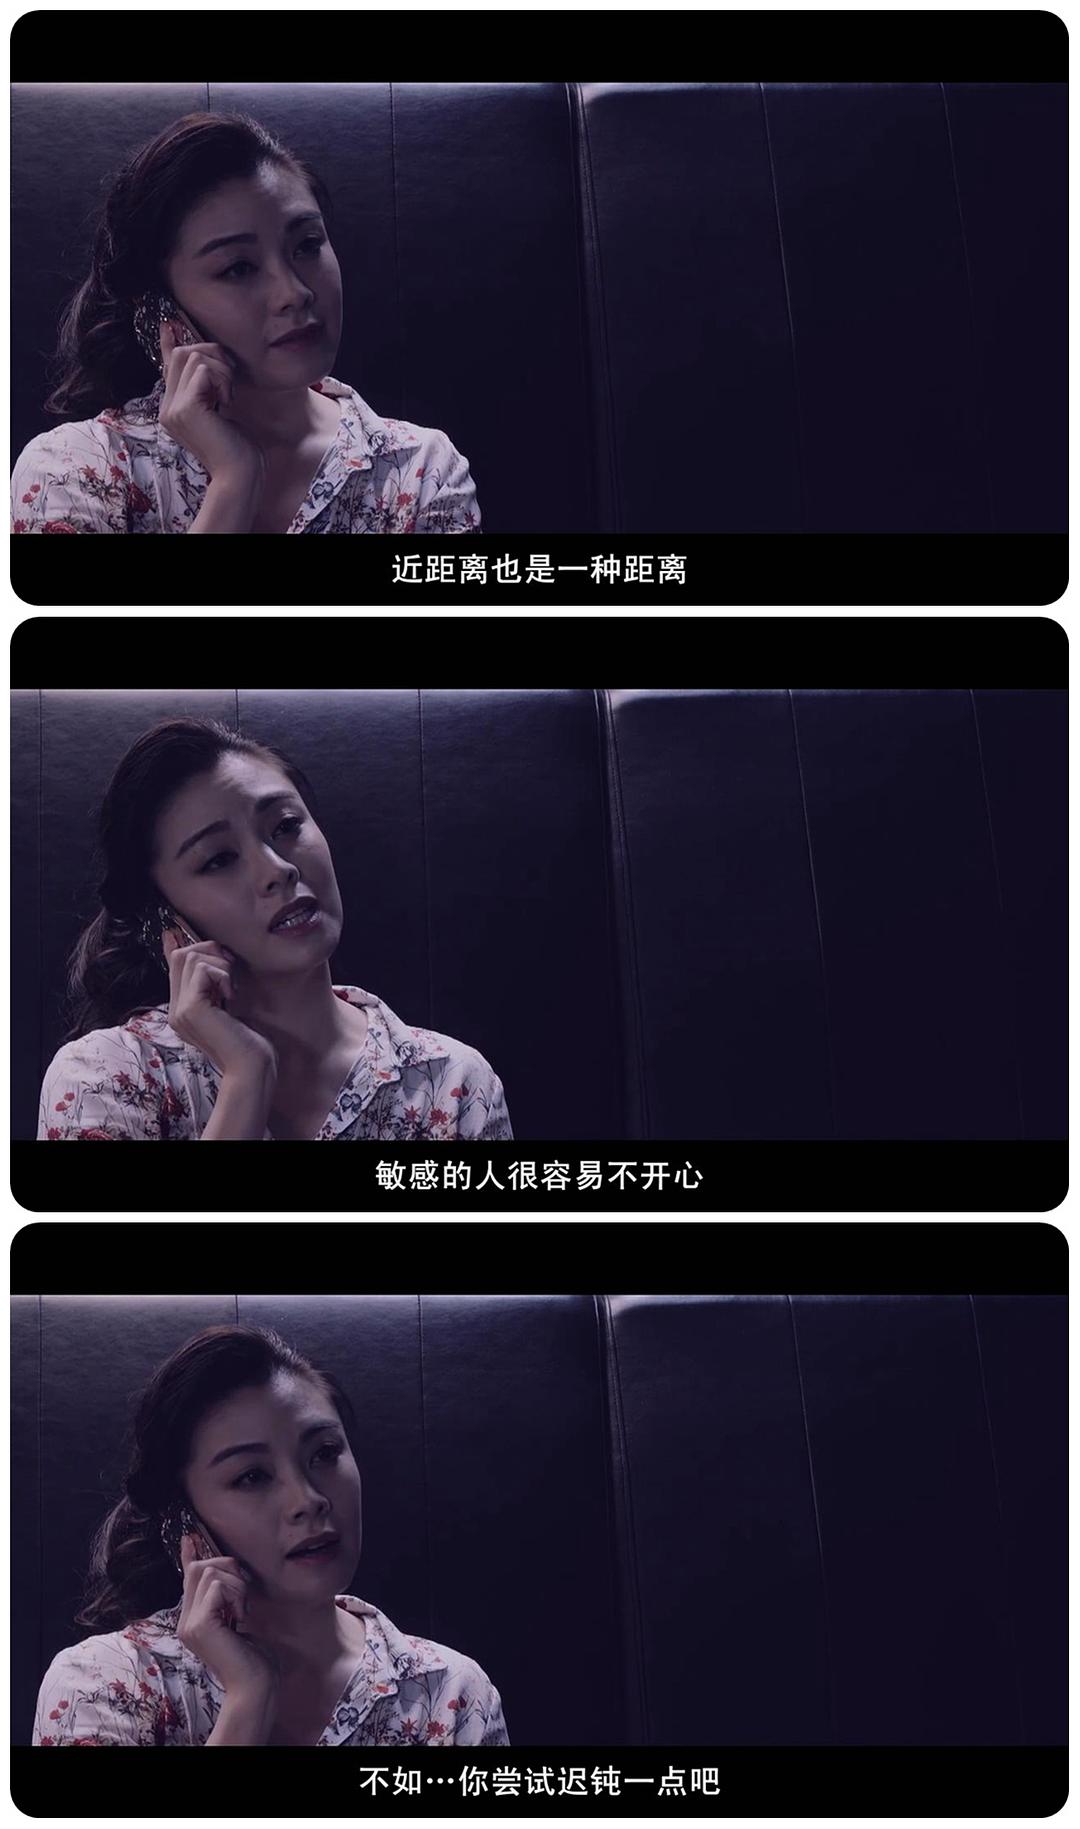 近距离也是一种距离
敏感的人很容易不开心
不如…你尝试迟钝一点吧